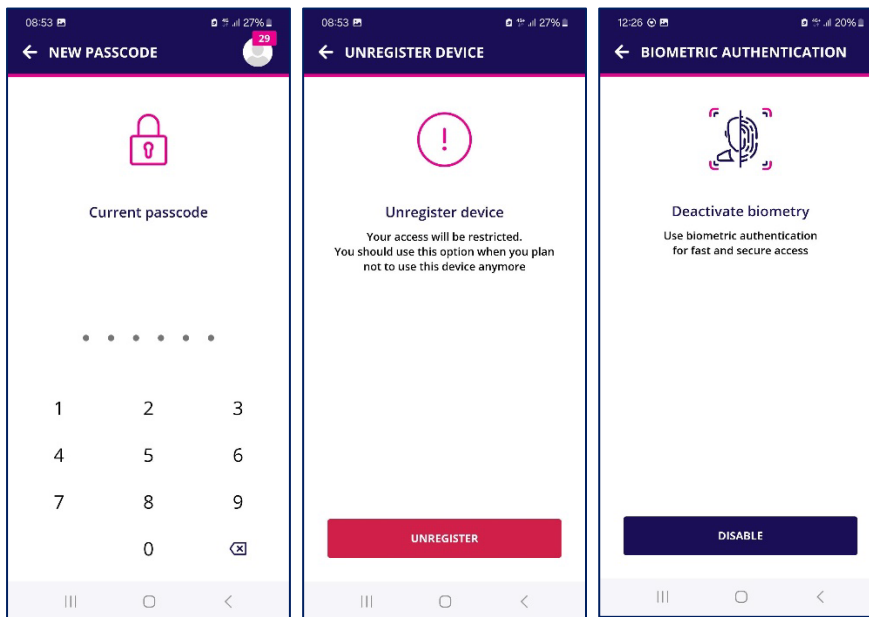 08:53 27%
29
NEW PASSCODE
Current passcode
1 2 3
4 5 6
7 8 9
0
08:53 27%
UNREGISTER DEVICE
Unregister device
Your access will be restricted.
You should use this option when you plan
not to use this device anymore
UNREGISTER
12:26 20%
BIOMETRIC AUTHENTICATION
Deactivate biometry
Use biometric authentication
for fast and secure access
DISABLE